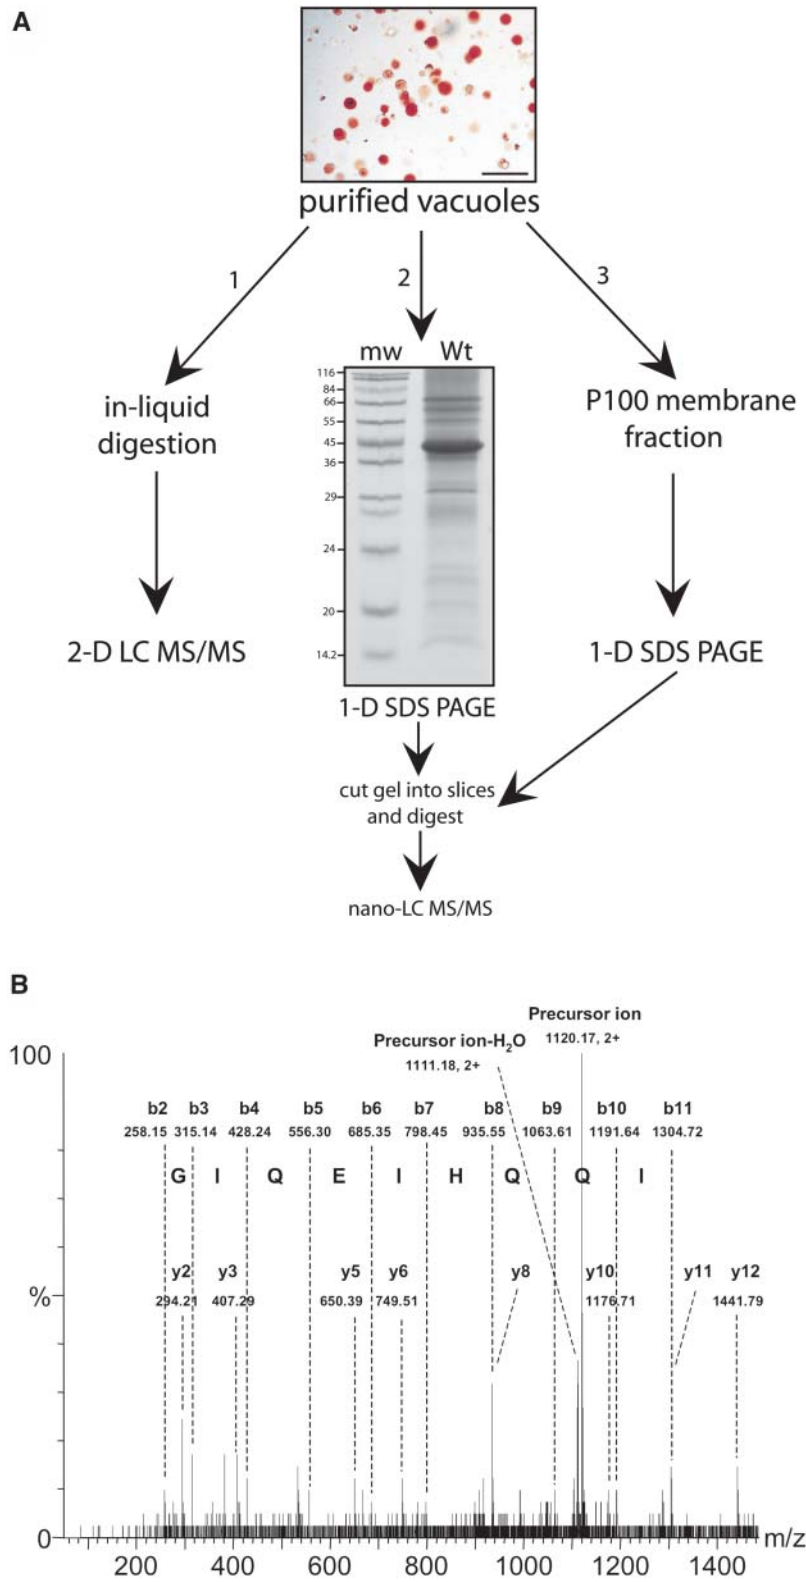 A
purified vacuoles
1
2
3
mw Wt
116
84
66
55
45
36
29
24
20
14.2
in-liquid
digestion
P100 membrane
fraction
2-D LC MS/MS
1-D SDS PAGE
1-D SDS PAGE
cut gel into slices
and digest
nano-LC MS/MS
B
Precursor ion
1120.17, 2+
Precursor ion-H2O
1111.18, 2+
100
b2 b3 b4 b5 b6 b7 b8 b9 b10 b11
258.15 315.14 428.24 556.30 685.35 798.45 935.55 1063.61 1191.64 1304.72
G I Q E I H Q Q I
y2 y3 y5 y6 y8 y10 y11 y12
294.21 407.29 650.39 749.51 1176.71 1441.79
%
0
m/z
200 400 600 800 1000 1200 1400